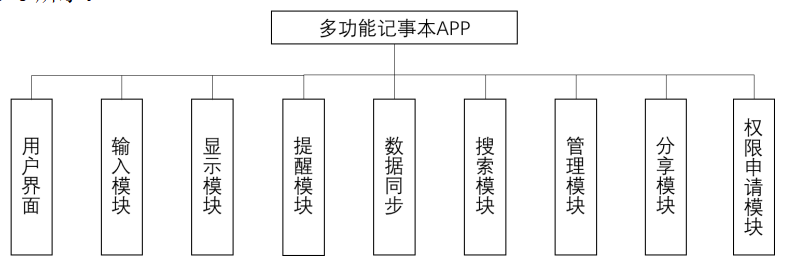 多功能记事本APP
用户界面
输入模块
显示模块
提醒模块
数据同步
搜索模块
管理模块
分享模块
权限申请模块